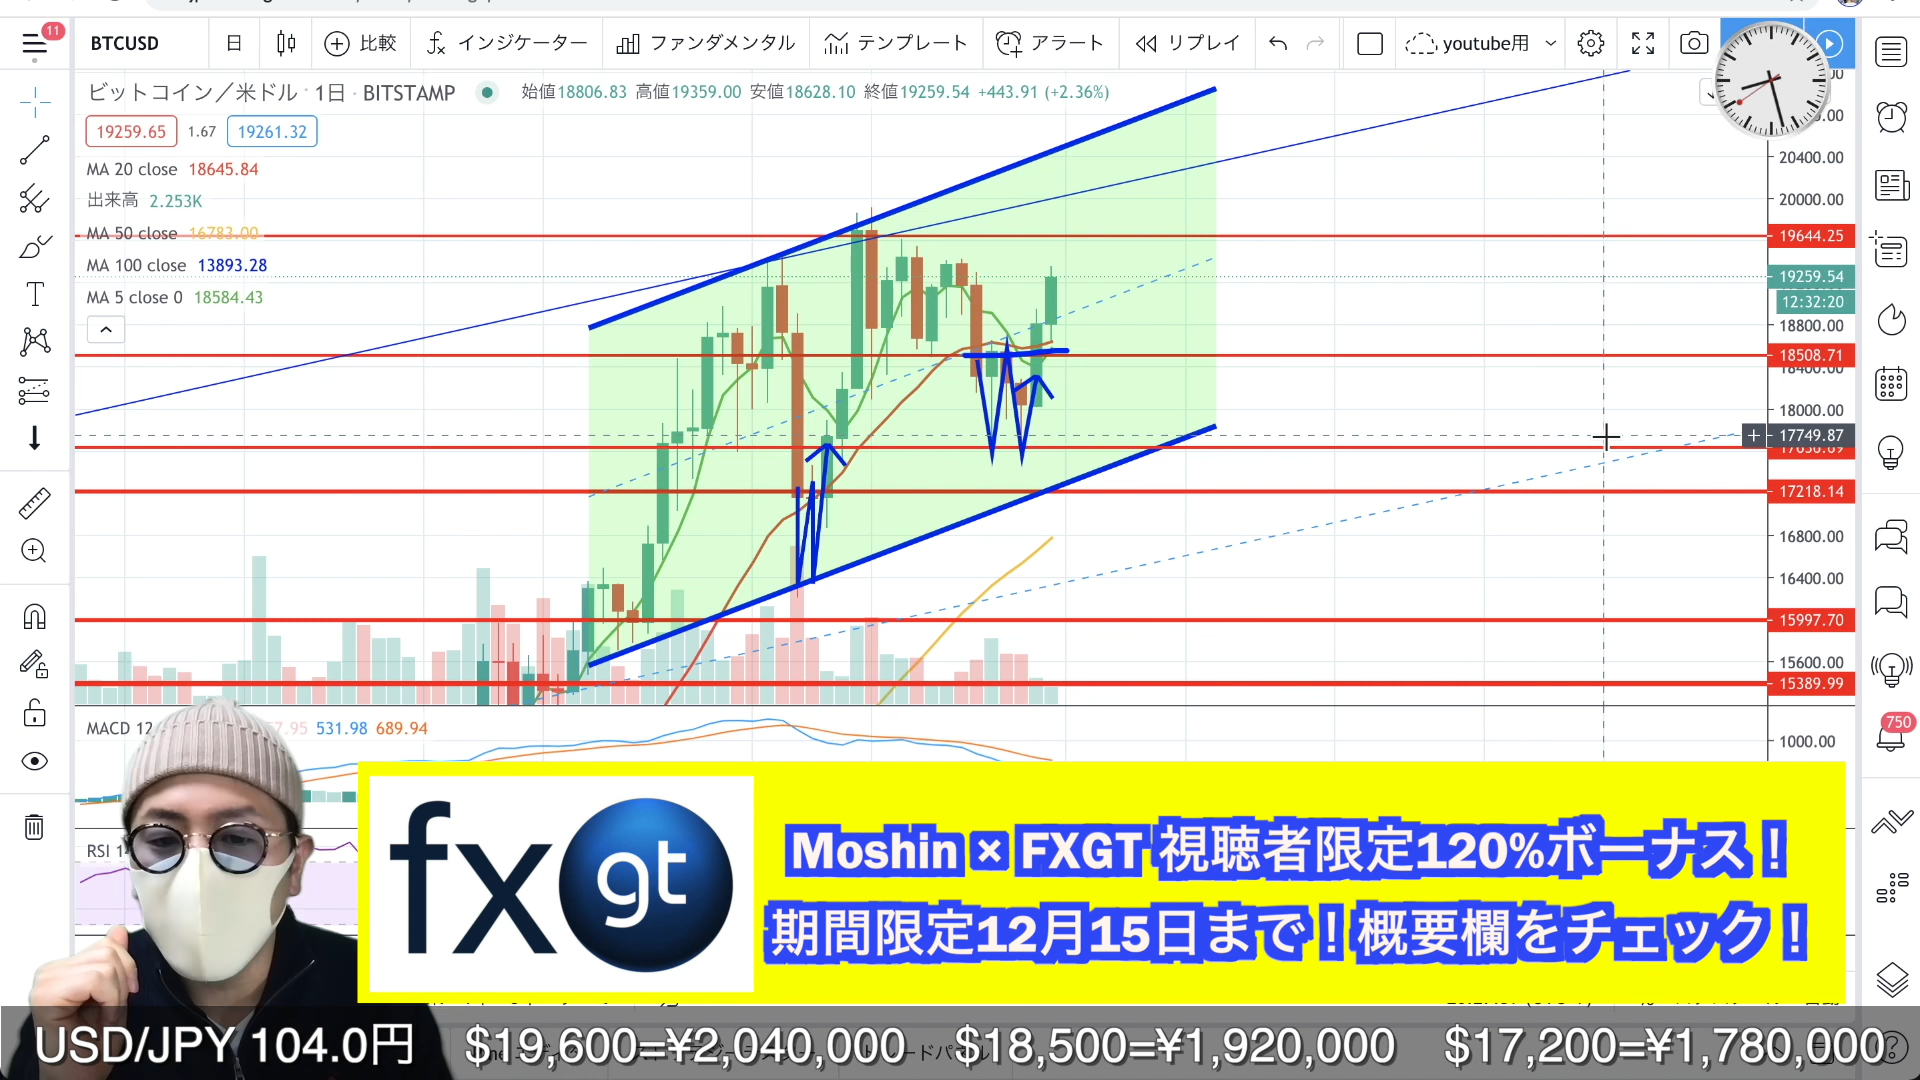 11
BTCUSD
日
比較
インジケーター
ファンダメンタル
テンプレート
アラート
リプレイ
youtube用
ビットコイン／米ドル · 1日 · BITSTAMP
始値18806.83 高値19359.00 安値18628.10 終値19259.54 +443.91 (+2.36%)
19259.65 1.67 19261.32
MA 20 close 18645.84
出来高 2.253K
MA 50 close 16783.00
MA 100 close 13893.28
MA 5 close 0 18584.43
20400.00
20000.00
19644.25
19259.54
12:32:20
18800.00
18508.71
18400.00
18000.00
17749.87
17218.14
16800.00
16400.00
15997.70
15600.00
15389.99
750
MACD 12
531.98 689.94
1000.00
RSI 1
fxgt
Moshin × FXGT 視聴者限定120%ボーナス！
期間限定12月15日まで！概要欄をチェック！
USD/JPY 104.0円 $19,600=¥2,040,000 $18,500=¥1,920,000 $17,200=¥1,780,000